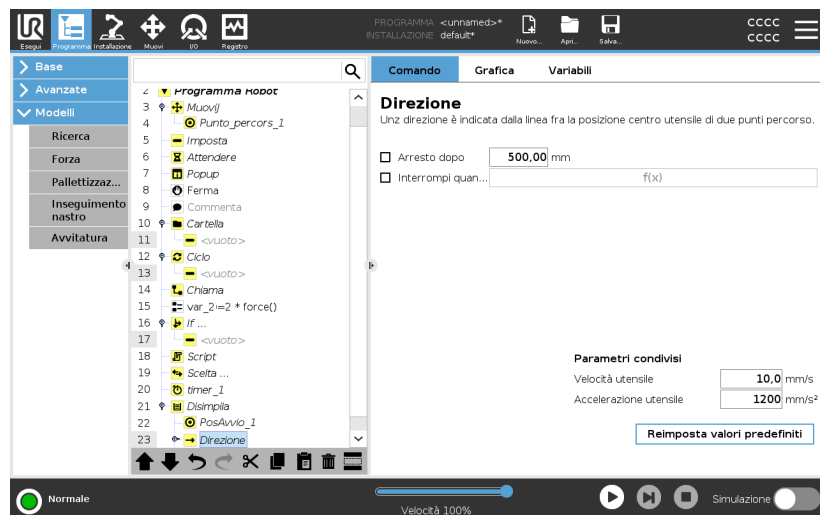 PROGRAMMA <unnamed>*
INSTALLAZIONE default*
Esegui
Programma
Installazione
Muovi
I/O
Registro
Nuovo...
Apri...
Salva...
CCCC
CCCC
Base
Avanzate
Modelli
Ricerca
Forza
Pallettizzaz...
Inseguimento
nastro
Avvitatura
2 Programma Robot
3 MuoviJ
4 Punto_percors_1
5 Imposta
6 Attendere
7 Popup
8 Ferma
9 Commenta
10 Cartella
11 <vuoto>
12 Ciclo
13 <vuoto>
14 Chiama
15 var_2≔2 * force()
16 If ...
17 <vuoto>
18 Script
19 Scelta ...
20 timer_1
21 Disimpila
22 PosAvvio_1
23 Direzione
Comando Grafica Variabili
Direzione
Unz direzione è indicata dalla linea fra la posizione centro utensile di due punti percorso.
Arresto dopo 500,00 mm
Interrompi quan... f(x)
Parametri condivisi
Velocità utensile 10,0 mm/s
Accelerazione utensile 1200 mm/s²
Reimposta valori predefiniti
Normale
Velocità 100%
Simulazione